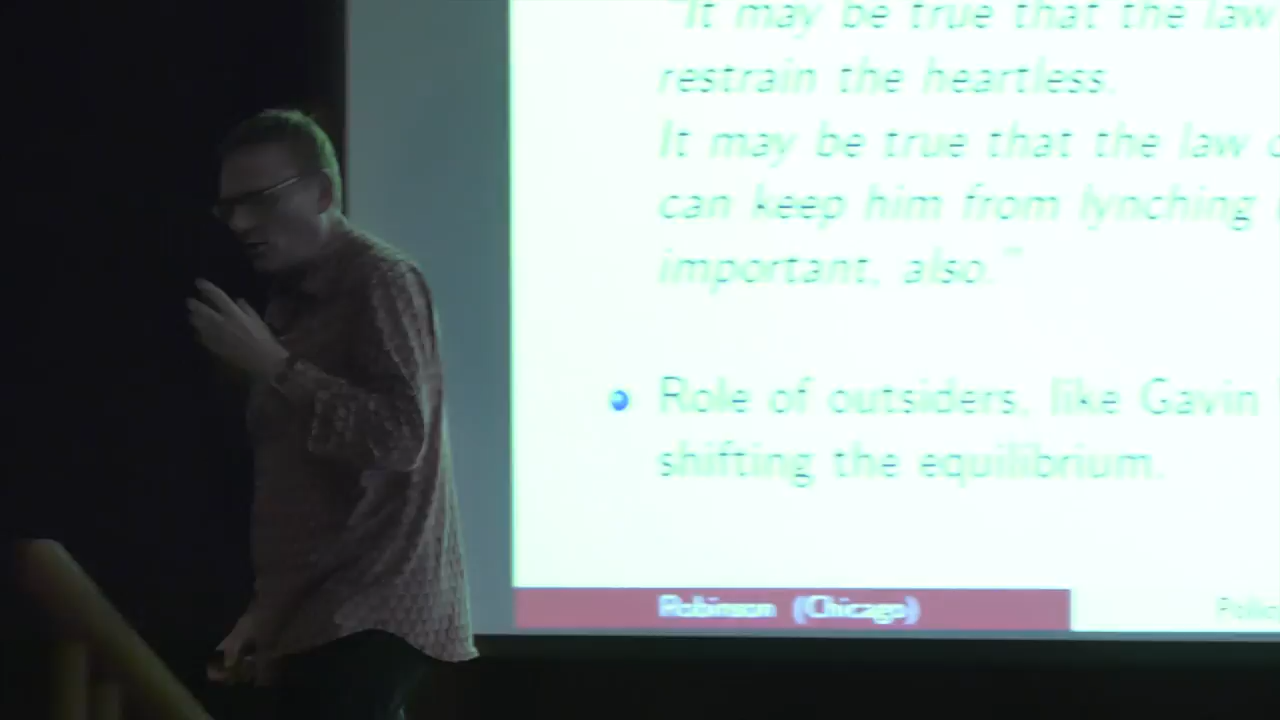 "It may be true that the law
restrain the heartless.
It may be true that the law
can keep him from lynching
important, also."
Role of outsiders, like Gavin
shifting the equilibrium.
Robinson (Chicago)